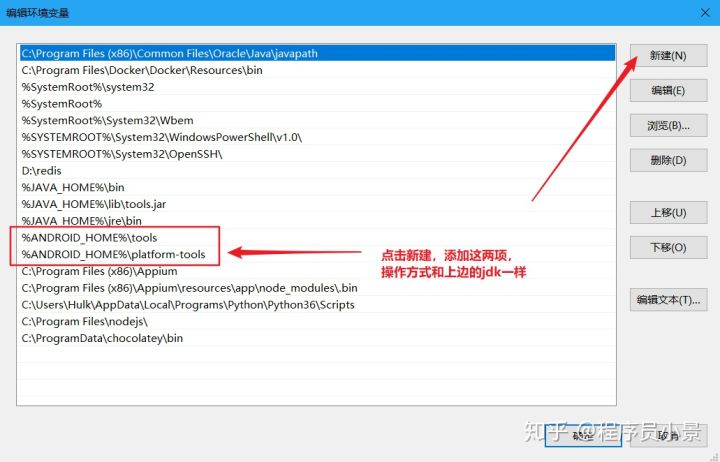 编辑环境变量
C:\Program Files (x86)\Common Files\Oracle\Java\javapath
C:\Program Files\Docker\Docker\Resources\bin
%SystemRoot%\system32
%SystemRoot%
%SystemRoot%\System32\Wbem
%SYSTEMROOT%\System32\WindowsPowerShell\v1.0\
%SYSTEMROOT%\System32\OpenSSH\
D:\redis
%JAVA_HOME%\bin
%JAVA_HOME%\lib\tools.jar
%JAVA_HOME%\jre\bin
%ANDROID_HOME%\tools
%ANDROID_HOME%\platform-tools
C:\Program Files (x86)\Appium
C:\Program Files (x86)\Appium\resources\app\node_modules\.bin
C:\Users\Hulk\AppData\Local\Programs\Python\Python36\Scripts
C:\Program Files\nodejs\
C:\ProgramData\chocolatey\bin
点击新建，添加这两项，
操作方式和上边的jdk一样
新建(N)
编辑(E)
浏览(B)...
删除(D)
上移(U)
下移(O)
编辑文本(T)...
确定
取消
知乎 @程序员小景